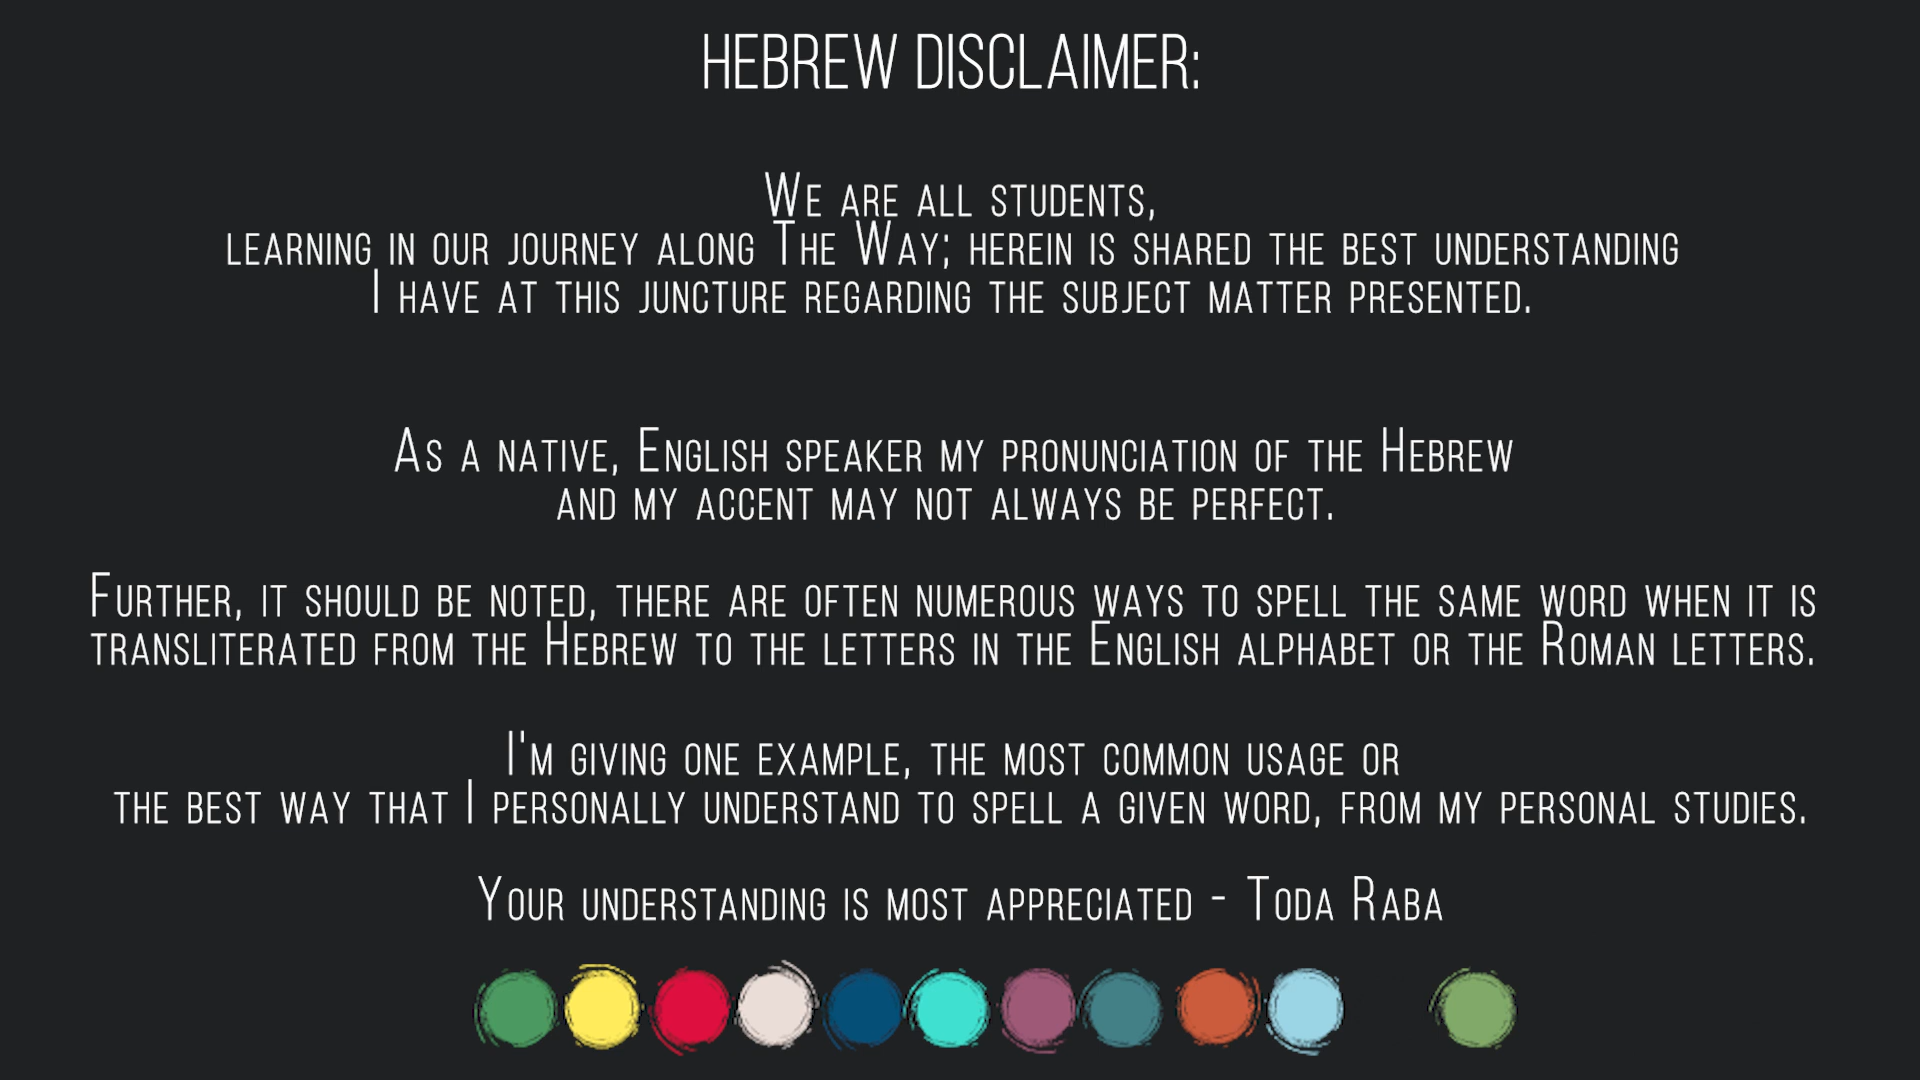 HEBREW DISCLAIMER:
We are all students,
learning in our journey along The Way; herein is shared the best understanding
I have at this juncture regarding the subject matter presented.
As a native, English speaker my pronunciation of the Hebrew
and my accent may not always be perfect.
Further, it should be noted, there are often numerous ways to spell the same word when it is
transliterated from the Hebrew to the letters in the English alphabet or the Roman letters.
I'm giving one example, the most common usage or
the best way that I personally understand to spell a given word, from my personal studies.
Your understanding is most appreciated - Toda Raba